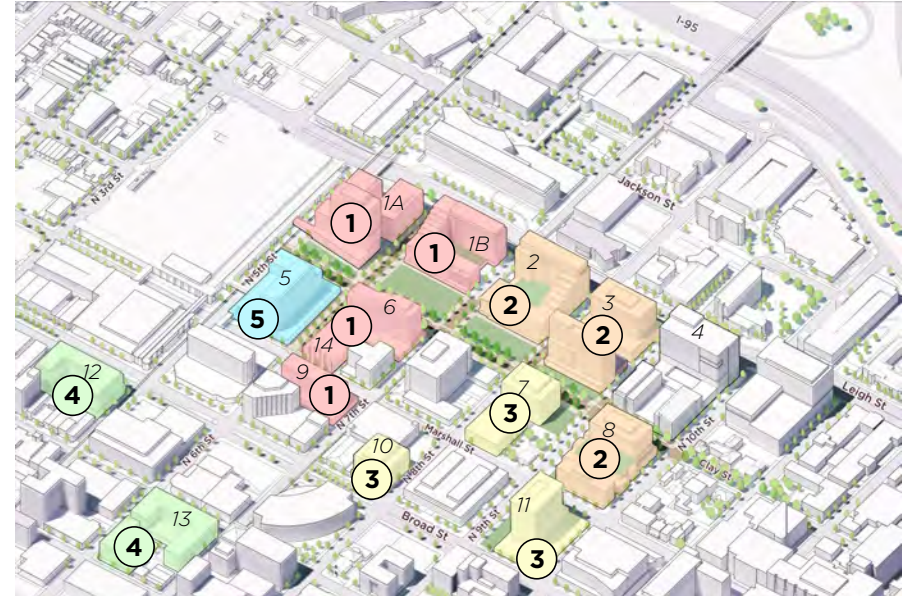 I-95
N 3rd St
Jackson St
1A
1
1B
1
N 5th St
5
2
6
3
2
5
1
2
4
14
9
1
12
4
N 7th St
7
3
Leigh St
Marshall St
8
N 10th St
10
2
Clay St
N 6th St
N 8th St
3
11
13
Broad St
N 9th St
4
3